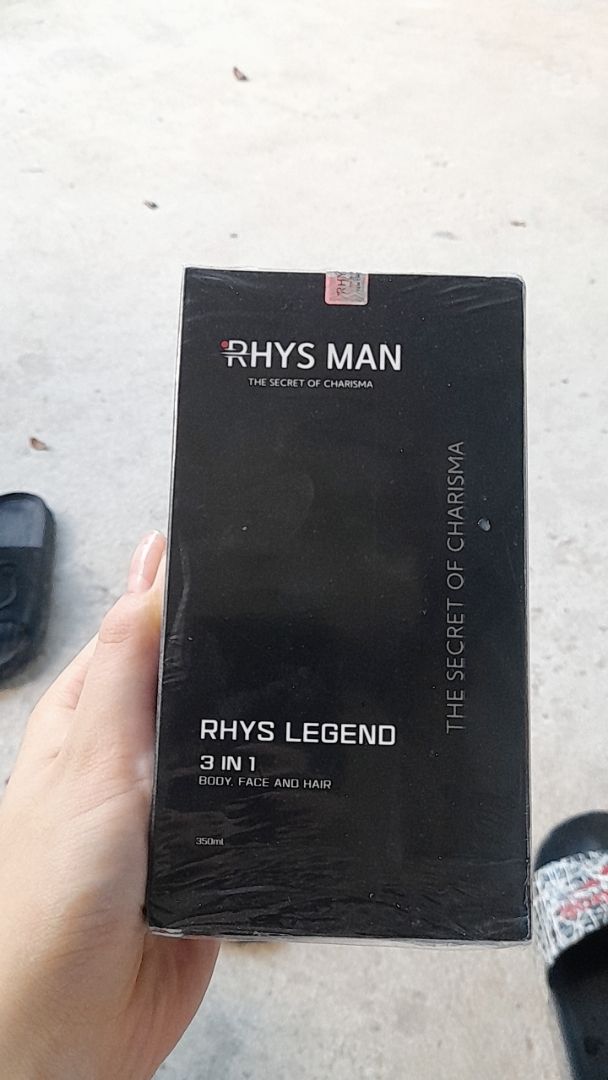 RHYS MAN
THE SECRET OF CHARISMA
THE SECRET OF CHARISMA
RHYS LEGEND
3 IN 1
BODY, FACE AND HAIR
350ml